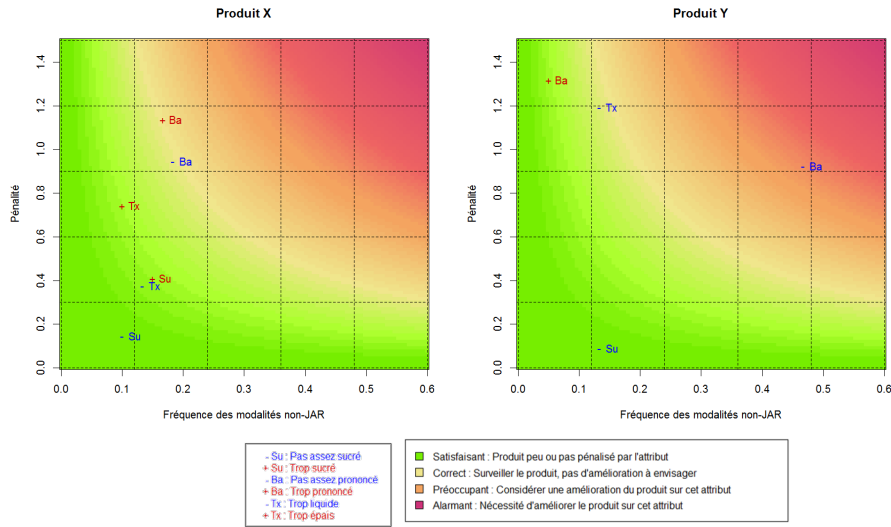 Produit X
Produit Y
1.4
1.2
1.0
0.8
0.6
0.4
0.2
0.0
Pénalité
+ Ba
- Ba
+ Tx
+ Su
- Tx
- Su
0.0 0.1 0.2 0.3 0.4 0.5 0.6
Fréquence des modalités non-JAR
1.4
1.2
1.0
0.8
0.6
0.4
0.2
0.0
Pénalité
+ Ba
- Tx
- Ba
- Su
0.0 0.1 0.2 0.3 0.4 0.5 0.6
Fréquence des modalités non-JAR
- Su : Pas assez sucré
+ Su : Trop sucré
- Ba : Pas assez prononcé
+ Ba : Trop prononcé
- Tx : Trop liquide
+ Tx : Trop épais
Satisfaisant : Produit peu ou pas pénalisé par l'attribut
Correct : Surveiller le produit, pas d'amélioration à envisager
Préoccupant : Considérer une amélioration du produit sur cet attribut
Alarmant : Nécessité d'améliorer le produit sur cet attribut